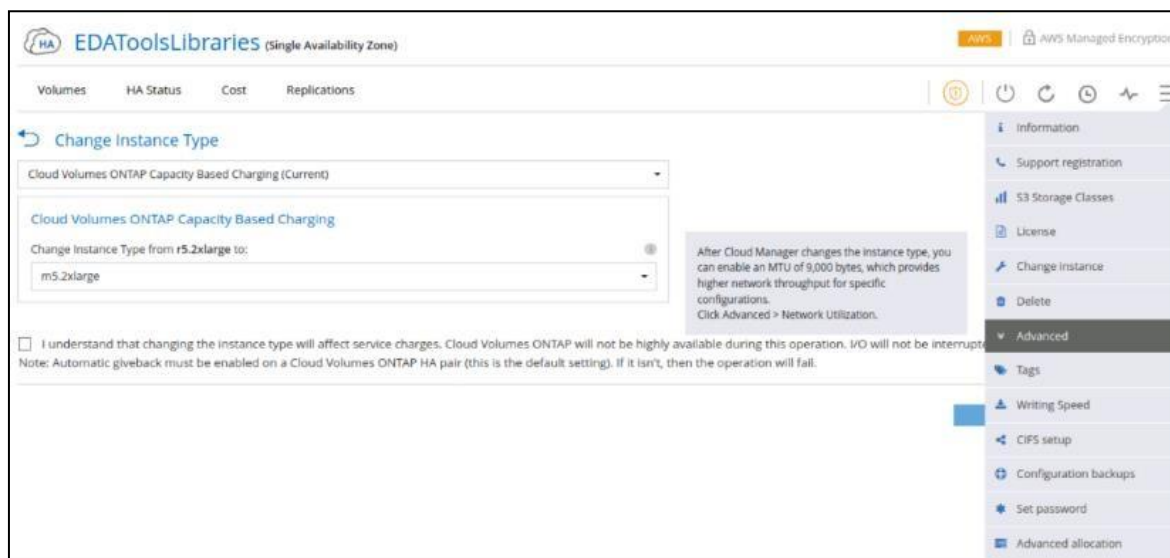 HA
EDAToolsLibraries (Single Availability Zone)
AWS
AWS Managed Encryption
Volumes HA Status Cost Replications
Change Instance Type
Cloud Volumes ONTAP Capacity Based Charging (Current)
Cloud Volumes ONTAP Capacity Based Charging
Change Instance Type from r5.2xlarge to:
m5.2xlarge
After Cloud Manager changes the instance type, you
can enable an MTU of 9,000 bytes, which provides
higher network throughput for specific
configurations.
Click Advanced > Network Utilization.
I understand that changing the instance type will affect service charges. Cloud Volumes ONTAP will not be highly available during this operation. I/O will not be interrupte
Note: Automatic giveback must be enabled on a Cloud Volumes ONTAP HA pair (this is the default setting). If it isn't, then the operation will fail.
Information
Support registration
S3 Storage Classes
License
Change instance
Delete
Advanced
Tags
Writing Speed
CIFS setup
Configuration backups
Set password
Advanced allocation